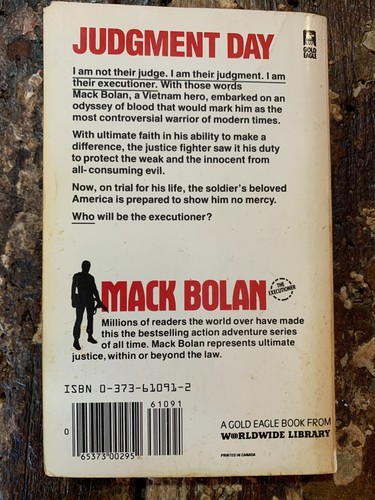 JUDGMENT DAY
GOLD
EAGLE
I am not their judge. I am their judgment. I am
their executioner. With those words
Mack Bolan, a Vietnam hero, embarked on an
odyssey of blood that would mark him as the
most controversial warrior of modern times.
With ultimate faith in his ability to make a
difference, the justice fighter saw it his duty
to protect the weak and the innocent from
all-consuming evil.
Now, on trial for his life, the soldier's beloved
America is prepared to show him no mercy.
Who will be the executioner?
MACK BOLAN
THE
EXECUTIONER
Millions of readers the world over have made
this the bestselling action adventure series
of all time. Mack Bolan represents ultimate
justice, within or beyond the law.
ISBN 0-373-61091-2
61091
0
65373 00295
A GOLD EAGLE BOOK FROM
WORLDWIDE LIBRARY
PRINTED IN CANADA